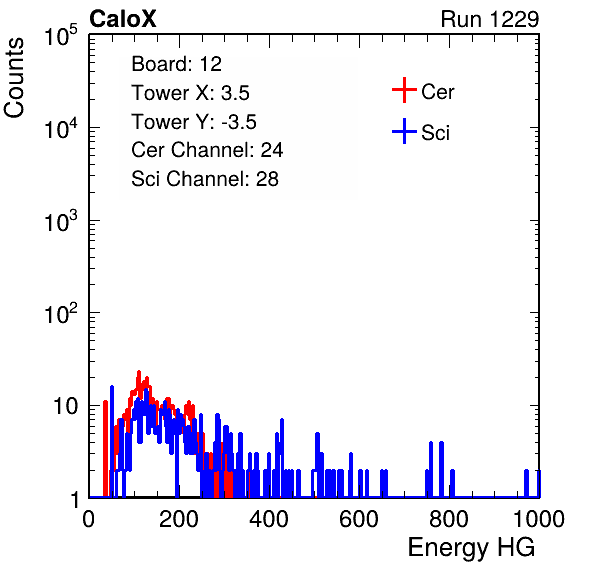 CaloX Run 1229
Counts
10^5
10^4
10^3
10^2
10
1
Board: 12
Tower X: 3.5
Tower Y: -3.5
Cer Channel: 24
Sci Channel: 28
Cer
Sci
0 200 400 600 800 1000
Energy HG